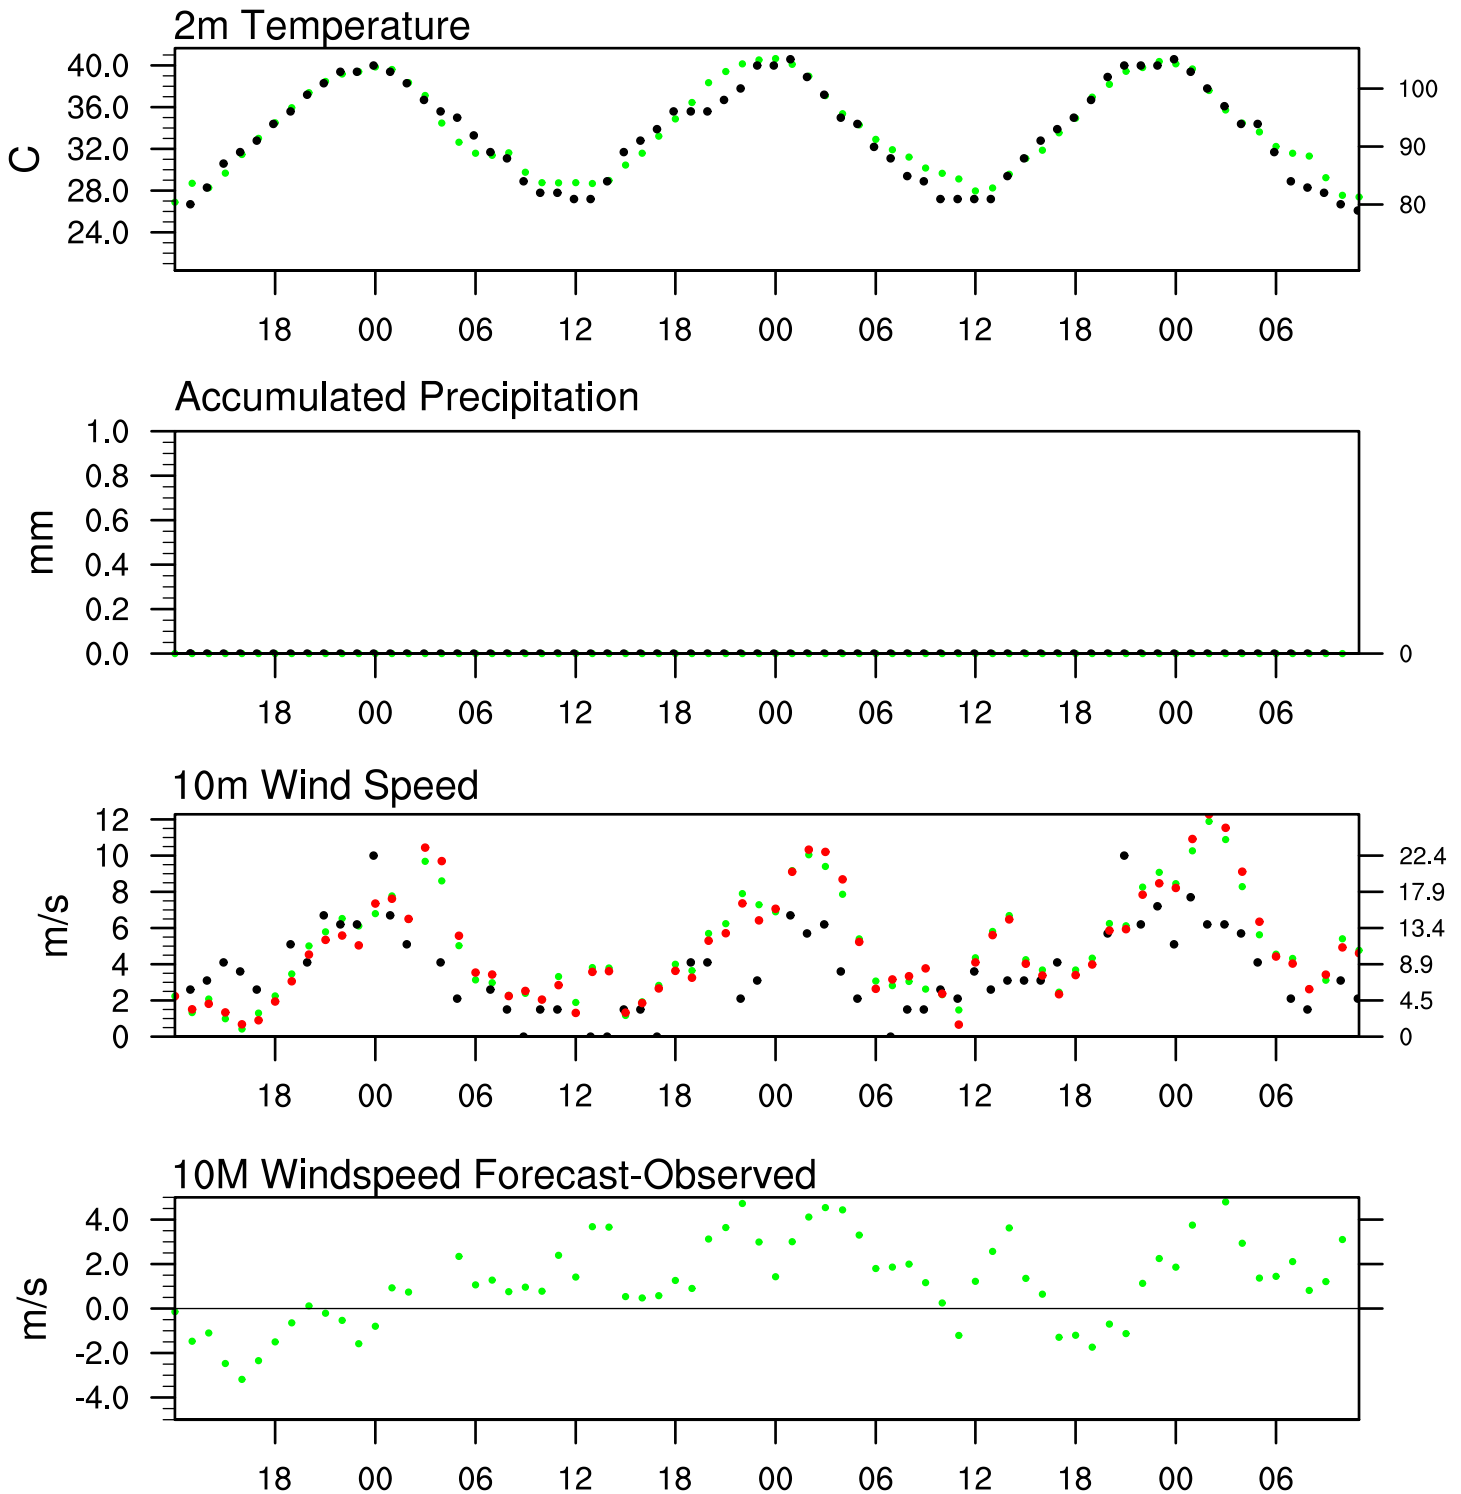 2m Temperature
40.0
36.0
32.0
28.0
24.0
C
100
90
80
18 00 06 12 18 00 06 12 18 00 06
Accumulated Precipitation
1.0
0.8
0.6
0.4
0.2
0.0
mm
0
18 00 06 12 18 00 06 12 18 00 06
10m Wind Speed
12
10
8
6
4
2
0
m/s
22.4
17.9
13.4
8.9
4.5
0
18 00 06 12 18 00 06 12 18 00 06
10M Windspeed Forecast-Observed
4.0
2.0
0.0
-2.0
-4.0
m/s
18 00 06 12 18 00 06 12 18 00 06